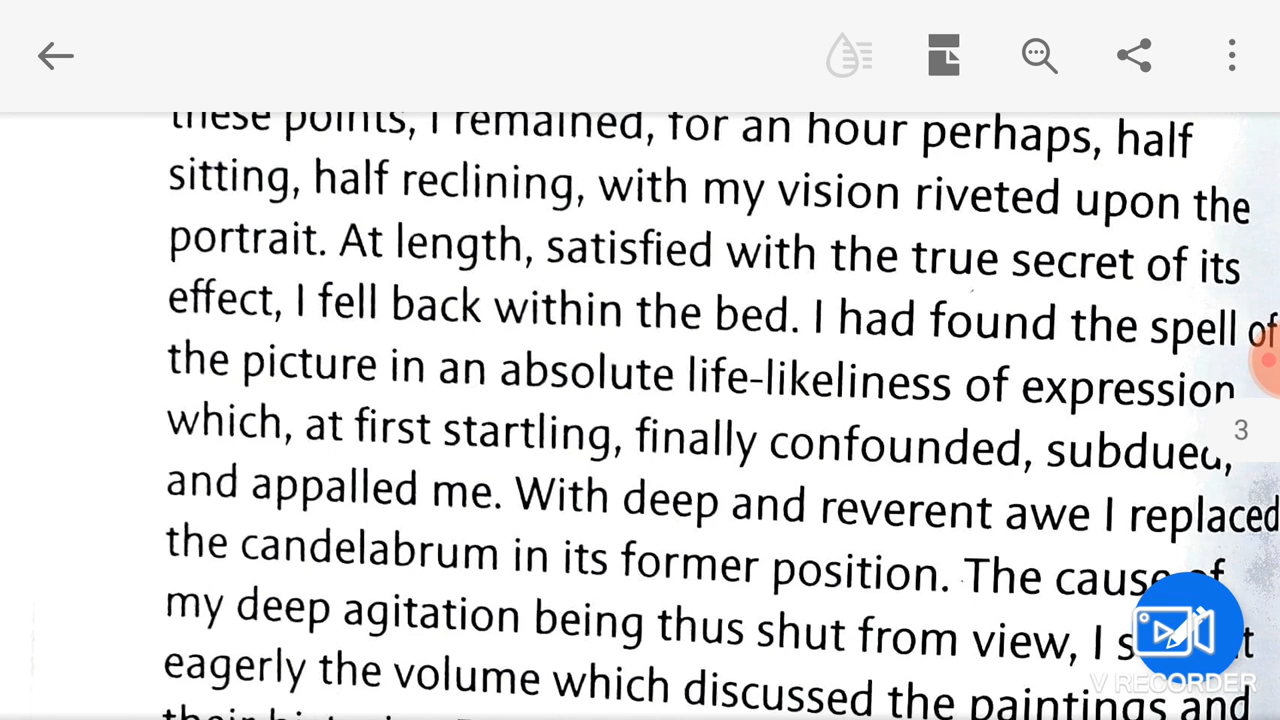 these points, I remained, for an hour perhaps, half
sitting, half reclining, with my vision riveted upon the
portrait. At length, satisfied with the true secret of its
effect, I fell back within the bed. I had found the spell of
the picture in an absolute life-likeliness of expression
3
which, at first startling, finally confounded, subdued,
and appalled me. With deep and reverent awe I replaced
the candelabrum in its former position. The cause of
my deep agitation being thus shut from view, I
eagerly the volume which discussed the paintings and
V RECORDER